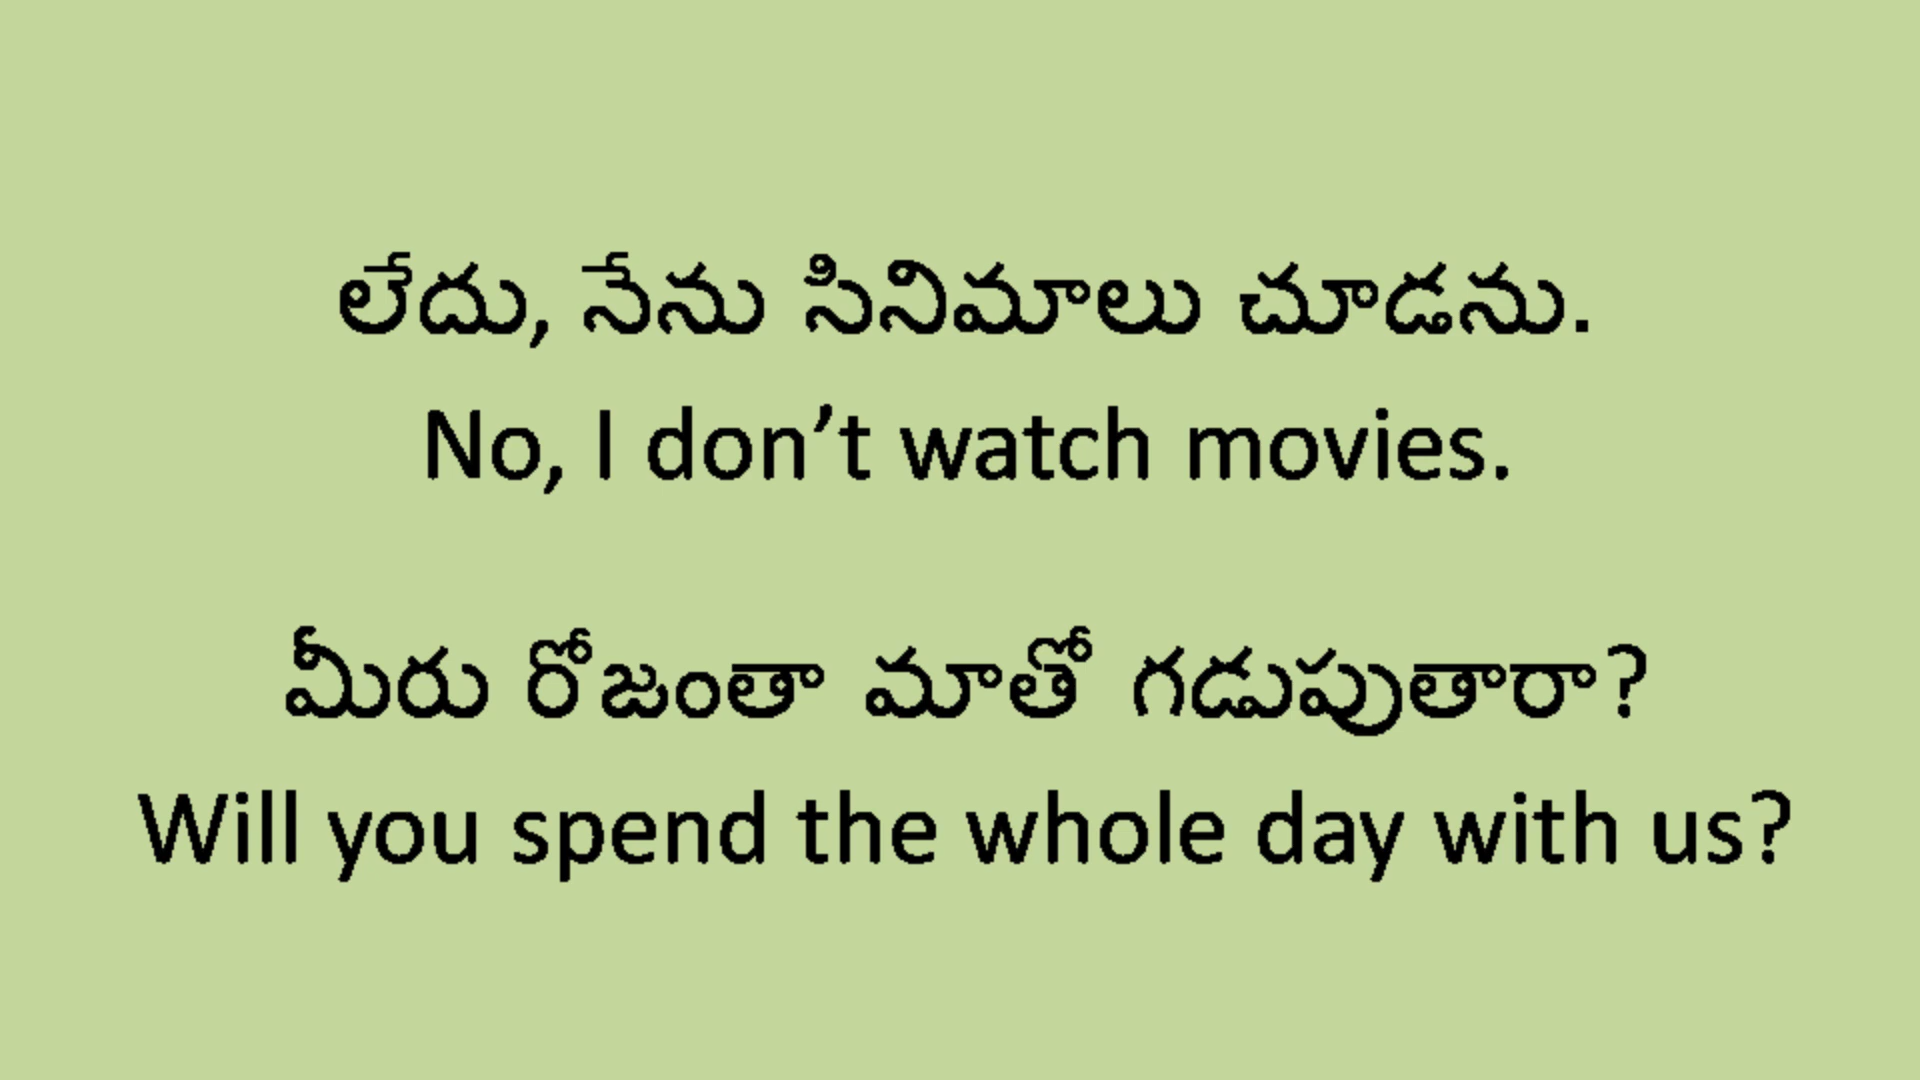 లేదు, నేను సినిమాలు చూడను.
No, I don’t watch movies.
మీరు రోజంతా మాతో గడుపుతారా?
Will you spend the whole day with us?